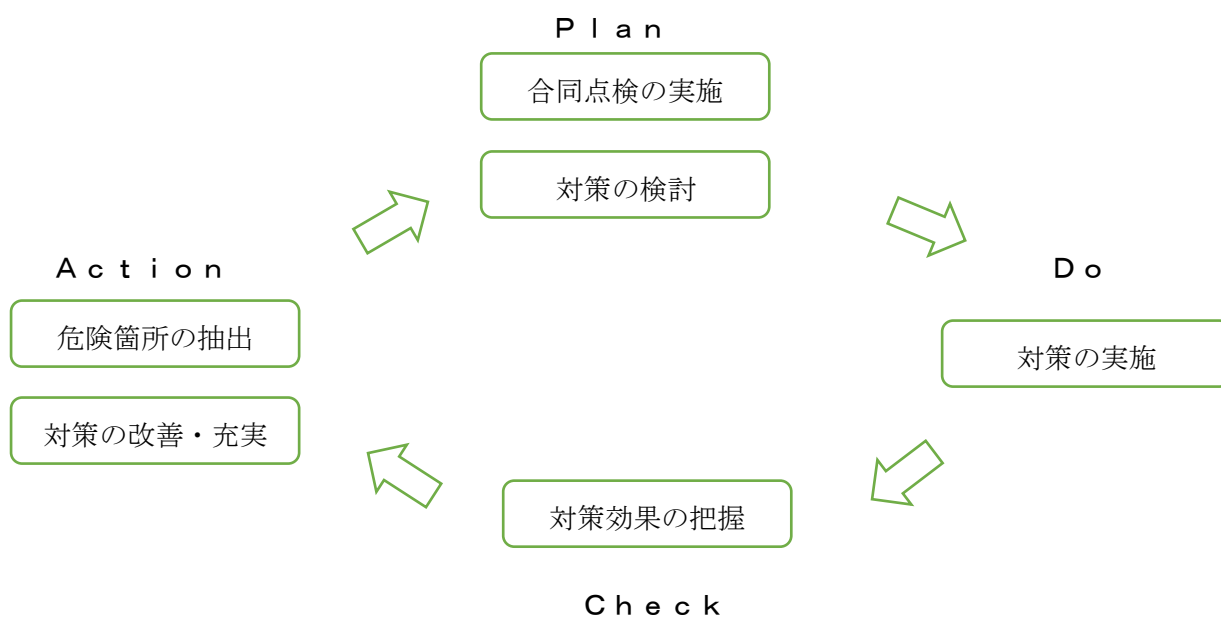 Ｐｌａｎ
合同点検の実施
対策の検討
Ａｃｔｉｏｎ
危険箇所の抽出
対策の改善・充実
Ｄｏ
対策の実施
対策効果の把握
Ｃｈｅｃｋ